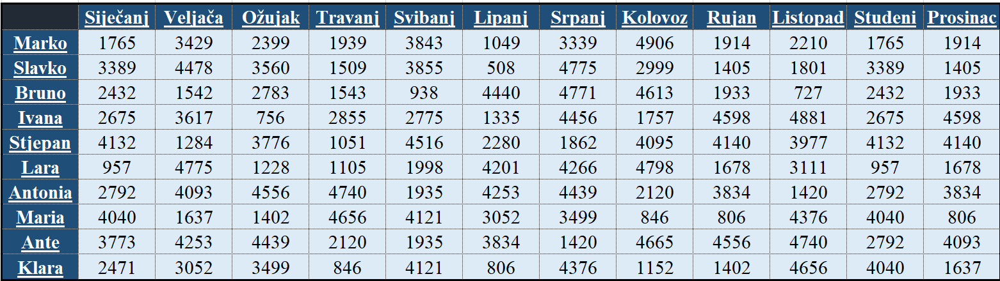 Siječanj Veljača Ožujak Travanj Svibanj Lipanj Srpanj Kolovoz Rujan Listopad Studeni Prosinac
Marko 1765 3429 2399 1939 3843 1049 3339 4906 1914 2210 1765 1914
Slavko 3389 4478 3560 1509 3855 508 4775 2999 1405 1801 3389 1405
Bruno 2432 1542 2783 1543 938 4440 4771 4613 1933 727 2432 1933
Ivana 2675 3617 756 2855 2775 1335 4456 1757 4598 4881 2675 4598
Stjepan 4132 1284 3776 1051 4516 2280 1862 4095 4140 3977 4132 4140
Lara 957 4775 1228 1105 1998 4201 4266 4798 1678 3111 957 1678
Antonia 2792 4093 4556 4740 1935 4253 4439 2120 3834 1420 2792 3834
Maria 4040 1637 1402 4656 4121 3052 3499 846 806 4376 4040 806
Ante 3773 4253 4439 2120 1935 3834 1420 4665 4556 4740 2792 4093
Klara 2471 3052 3499 846 4121 806 4376 1152 1402 4656 4040 1637